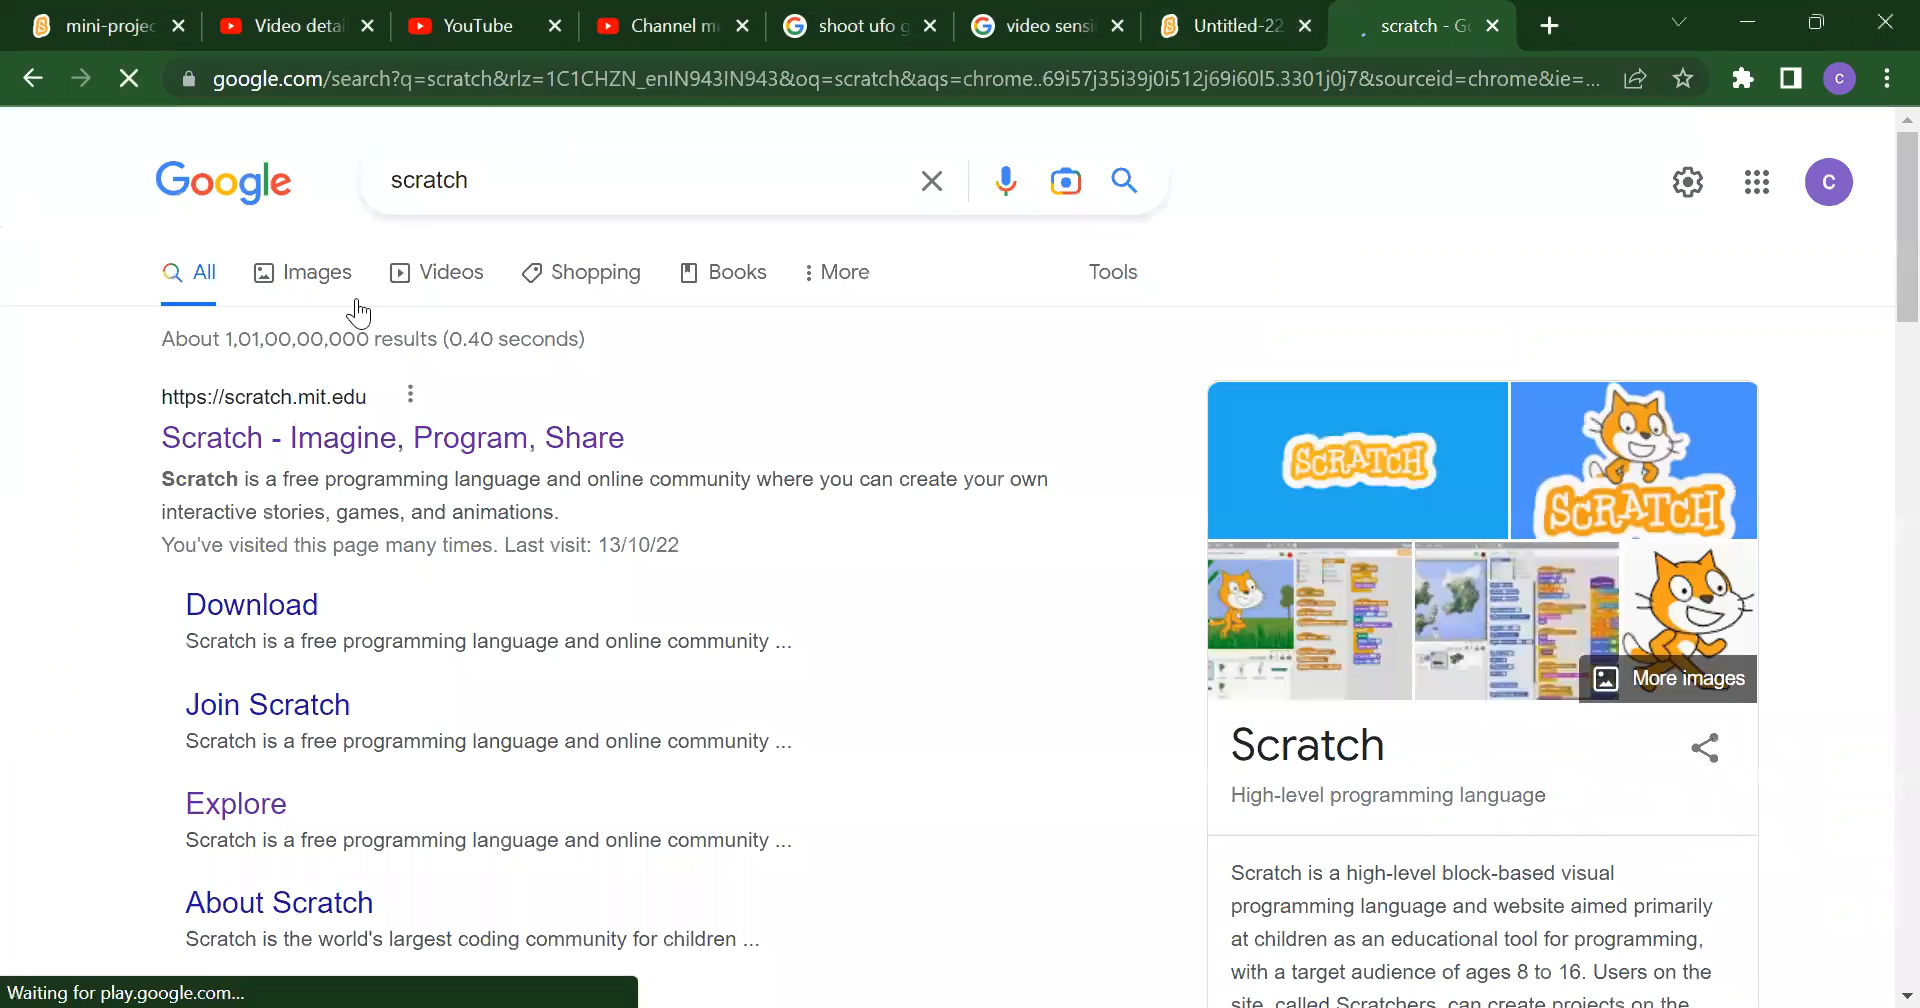 mini-projec
Video detai
YouTube
Channel m
shoot ufo g
video sensi
Untitled-22
scratch - Go
google.com/search?q=scratch&rlz=1C1CHZN_enIN943IN943&oq=scratch&aqs=chrome..69i57j35i39j0i512j69i60l5.3301j0j7&sourceid=chrome&ie=...
C
Google
scratch
C
All
Images
Videos
Shopping
Books
More
Tools
About 1,01,00,00,000 results (0.40 seconds)
https://scratch.mit.edu
Scratch - Imagine, Program, Share
Scratch is a free programming language and online community where you can create your own
interactive stories, games, and animations.
You've visited this page many times. Last visit: 13/10/22
Download
Scratch is a free programming language and online community ...
Join Scratch
Scratch is a free programming language and online community ...
Explore
Scratch is a free programming language and online community ...
About Scratch
Scratch is the world's largest coding community for children ...
SCRATCH
SCRATCH
More images
Scratch
High-level programming language
Scratch is a high-level block-based visual
programming language and website aimed primarily
at children as an educational tool for programming,
with a target audience of ages 8 to 16. Users on the
site, called Scratchers, can create projects on the
Waiting for play.google.com...